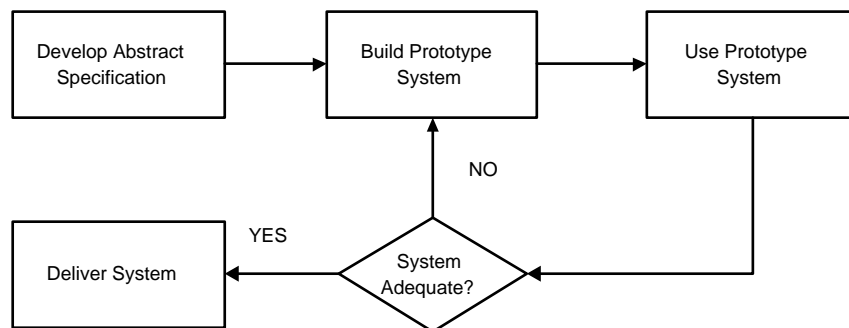 Develop Abstract
Specification
Build Prototype
System
Use Prototype
System
NO
YES
Deliver System
System
Adequate?